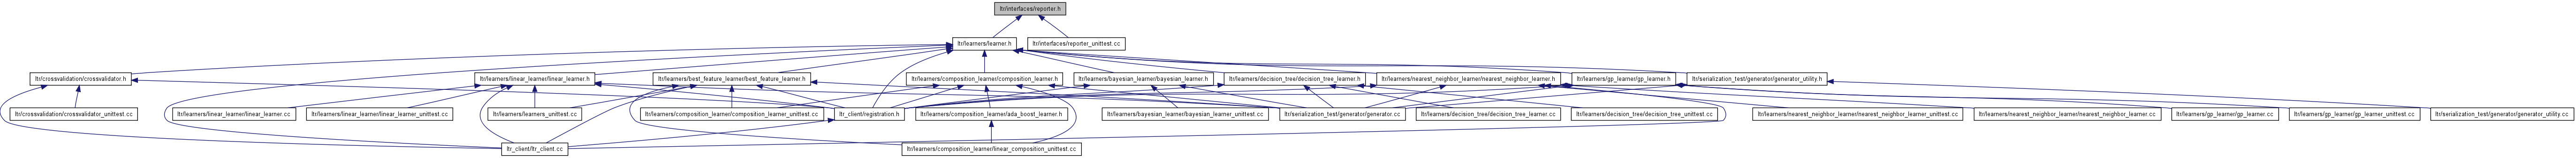 ltr/interfaces/reporter.h
ltr/learners/learner.h
ltr/interfaces/reporter_unittest.cc
ltr/crossvalidation/crossvalidator.h
ltr/learners/linear_learner/linear_learner.h
ltr/learners/best_feature_learner/best_feature_learner.h
ltr/learners/composition_learner/composition_learner.h
ltr/learners/bayesian_learner/bayesian_learner.h
ltr/learners/decision_tree/decision_tree_learner.h
ltr/learners/nearest_neighbor_learner/nearest_neighbor_learner.h
ltr/learners/gp_learner/gp_learner.h
ltr/serialization_test/generator/generator_utility.h
ltr/crossvalidation/crossvalidator_unittest.cc
ltr/learners/linear_learner/linear_learner.cc
ltr/learners/linear_learner/linear_learner_unittest.cc
ltr/learners/learners_unittest.cc
ltr/learners/composition_learner/composition_learner_unittest.cc
ltr_client/registration.h
ltr/learners/composition_learner/ada_boost_learner.h
ltr/learners/bayesian_learner/bayesian_learner_unittest.cc
ltr/serialization_test/generator/generator.cc
ltr/learners/decision_tree/decision_tree_learner.cc
ltr/learners/decision_tree/decision_tree_unittest.cc
ltr/learners/nearest_neighbor_learner/nearest_neighbor_learner_unittest.cc
ltr/learners/nearest_neighbor_learner/nearest_neighbor_learner.cc
ltr/learners/gp_learner/gp_learner.cc
ltr/learners/gp_learner/gp_learner_unittest.cc
ltr/serialization_test/generator/generator_utility.cc
ltr_client/ltr_client.cc
ltr/learners/composition_learner/linear_composition_unittest.cc